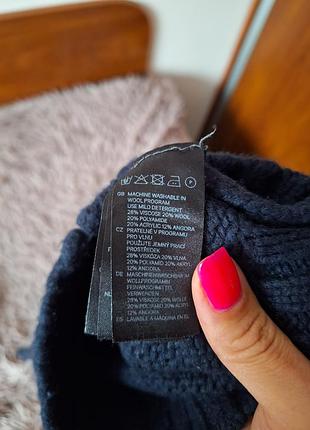 GB MACHINE WASHABLE IN
WOOL PROGRAM
USE MILD DETERGENT
28% VISCOSE 20% WOOL
20% POLYAMIDE
20% ACRYLIC 12% ANGORA
CZ PRATELNÉ V PROGRAMU
PRO VLNU
POUŽIJTE JEMNÝ PRACÍ
PROSTŘEDEK
28% VISKÓZA 20% VLNA
20% POLYAMID 20% AKRYL
12% ANGORA
DE MASCHINENWASCHBAR IM
WOLLPROGRAMM
FEINWASCHMITTEL
VERWENDEN
28% VISKOSE 20% WOLLE
20% POLYAMID 20% ACRYL
12% ANGORA
ES LAVABLE A MÁQUINA EN EL
NL